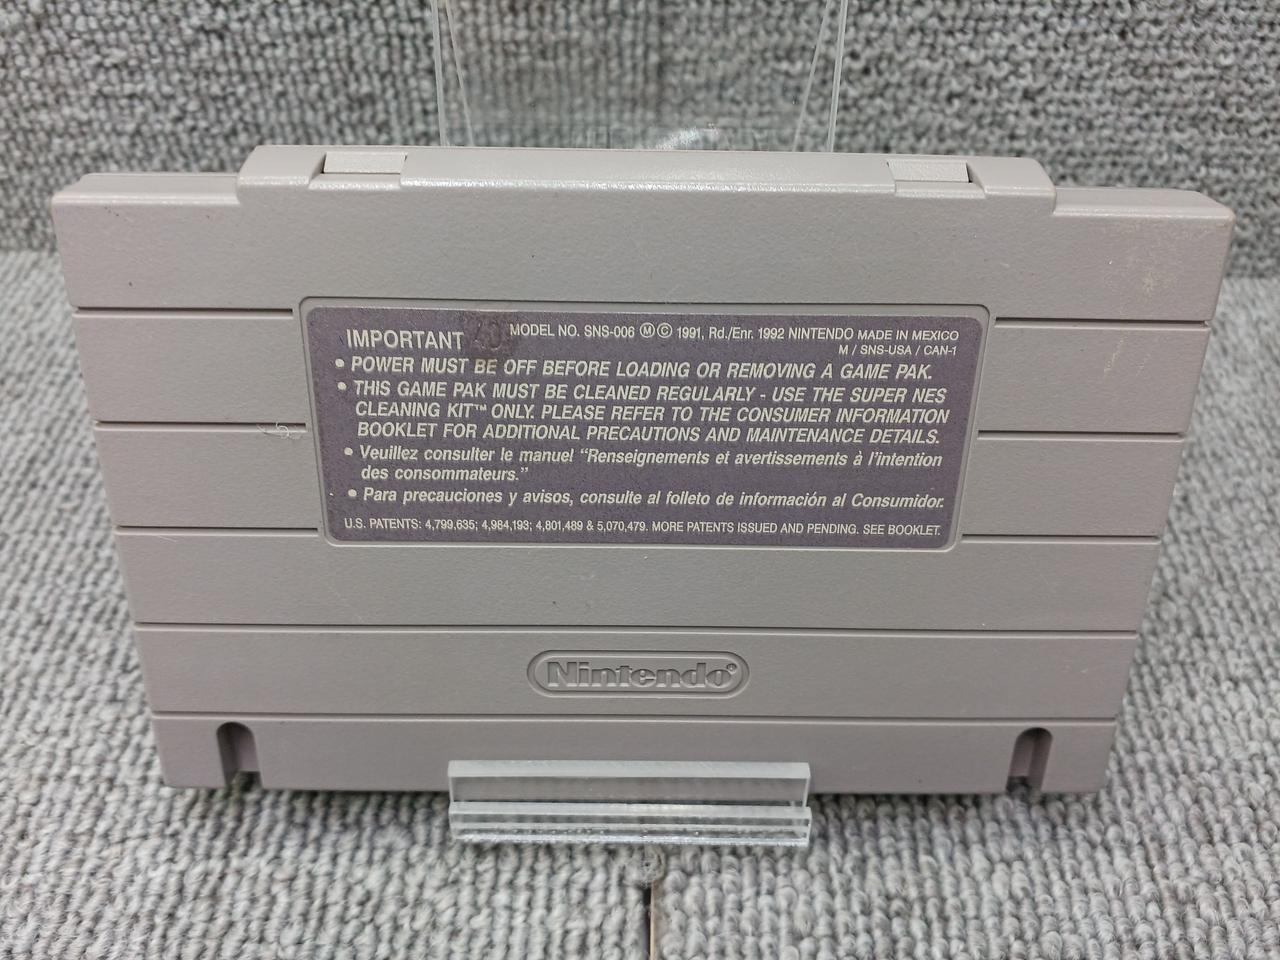 IMPORTANT 40 MODEL NO. SNS-006 Ⓜ© 1991, Rd./Enr. 1992 NINTENDO MADE IN MEXICO
M / SNS-USA / CAN-1
• POWER MUST BE OFF BEFORE LOADING OR REMOVING A GAME PAK.
• THIS GAME PAK MUST BE CLEANED REGULARLY - USE THE SUPER NES
CLEANING KIT™ ONLY. PLEASE REFER TO THE CONSUMER INFORMATION
BOOKLET FOR ADDITIONAL PRECAUTIONS AND MAINTENANCE DETAILS.
• Veuillez consulter le manuel “Renseignements et avertissements à l’intention
des consommateurs.”
• Para precauciones y avisos, consulte al folleto de información al Consumidor.
U.S. PATENTS: 4,799,635; 4,984,193; 4,801,489 & 5,070,479. MORE PATENTS ISSUED AND PENDING. SEE BOOKLET.
Nintendo®